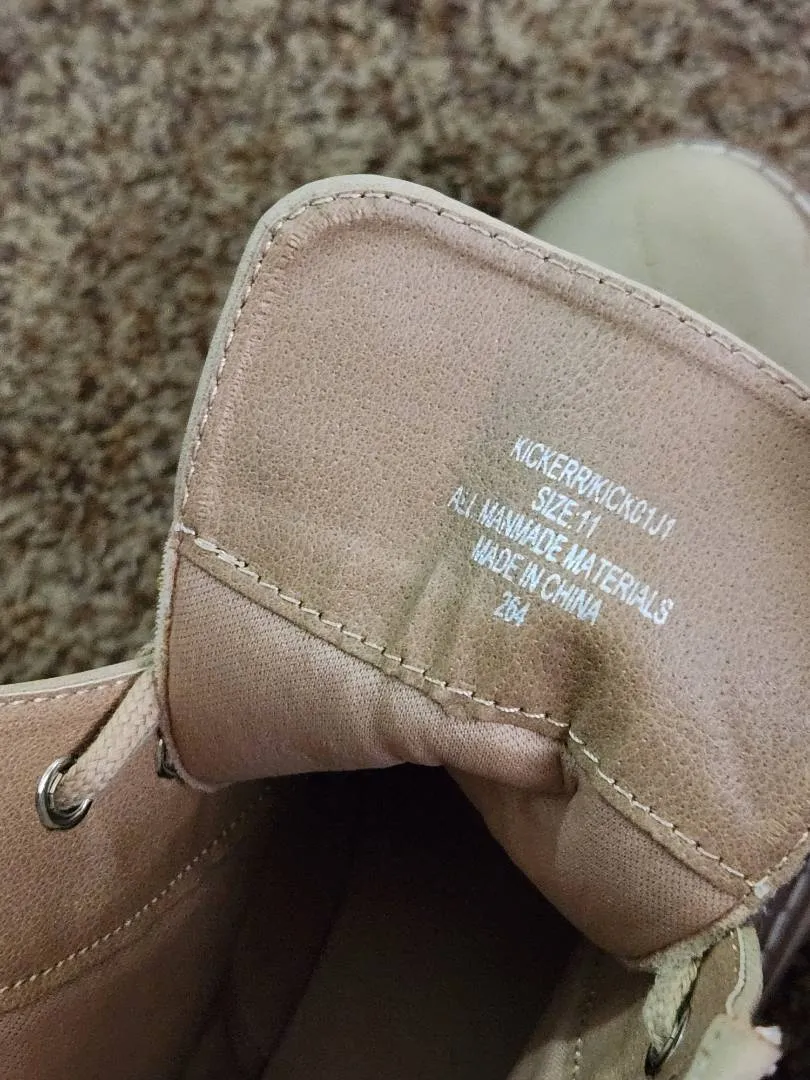 KICKERR/KICK01J1
SIZE:11
ALL MANMADE MATERIALS
MADE IN CHINA
264